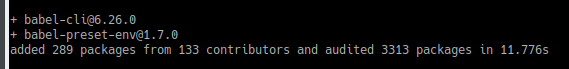 + babel-cli@6.26.0
+ babel-preset-env@1.7.0
added 289 packages from 133 contributors and audited 3313 packages in 11.776s